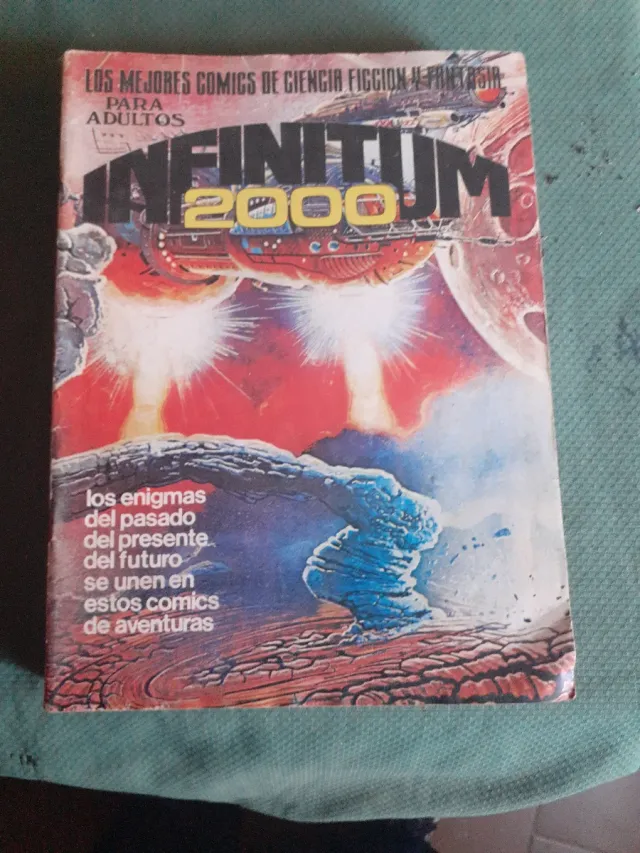 LOS MEJORES COMICS DE CIENCIA FICCION Y FANTASIA
PARA
ADULTOS
INFINITUM
2000
los enigmas
del pasado
del presente
del futuro
se unen en
estos comics
de aventuras